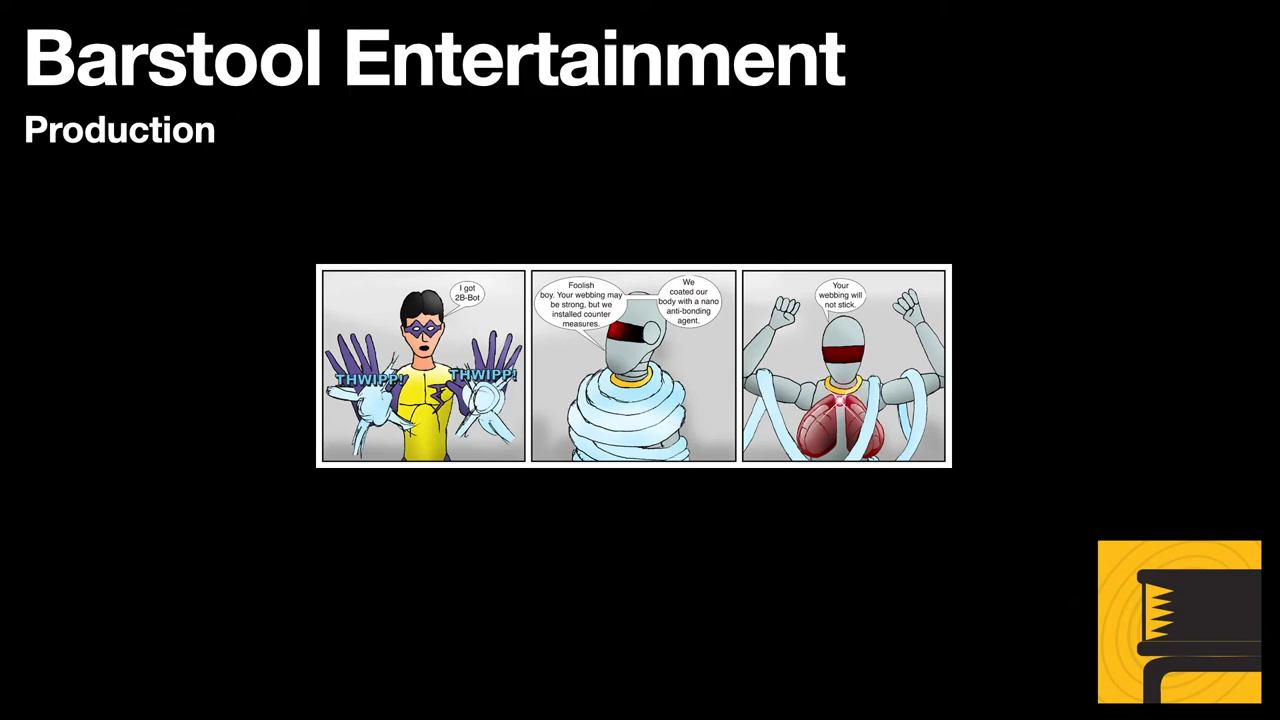 Barstool Entertainment
Production
I got
2B-Bot
THWIPP!
THWIPP!
Foolish
boy. Your webbing may
be strong, but we
installed counter
measures.
We
coated our
body with a nano
anti-bonding
agent.
Your
webbing will
not stick.